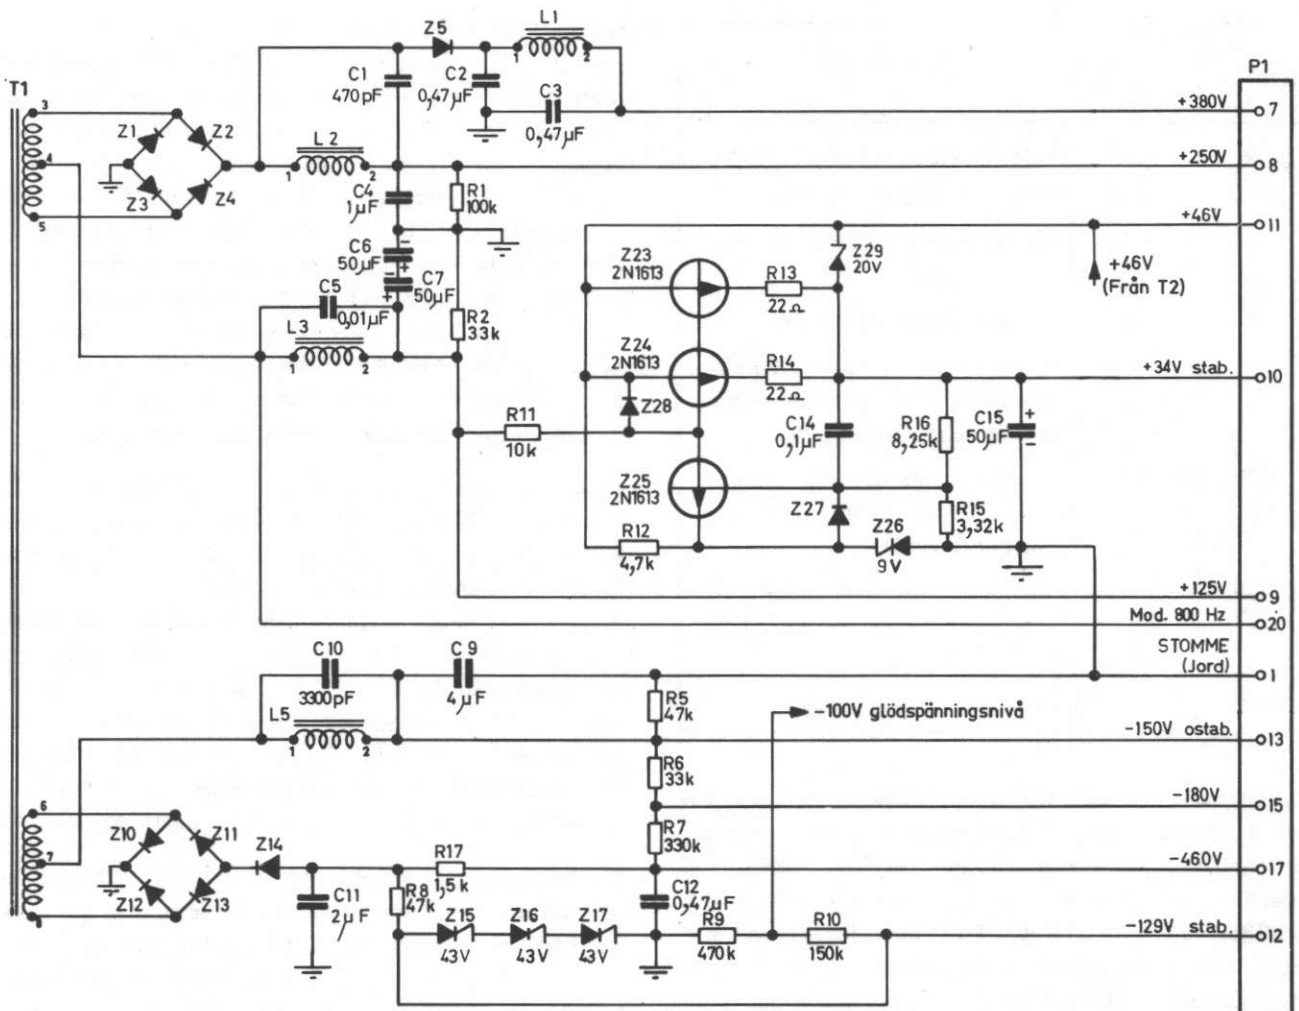 T1
3
4
5
Z1
Z2
Z3
Z4
C1
470pF
Z5
C2
0,47µF
L1
1
2
C3
0,47µF
L2
1
2
C4
1µF
R1
100k
C6
50µF
-
+
C7
50µF
-
+
C5
0,01µF
L3
1
2
R2
33k
R11
10k
Z23
2N1613
R13
22Ω
Z29
20V
Z24
2N1613
R14
22Ω
Z28
C14
0,1µF
R16
8,25k
C15
50µF
+
-
Z25
2N1613
Z27
R15
3,32k
R12
4,7k
Z26
9V
+46V
(Från T2)
P1
+380V
7
+250V
8
+46V
11
+34V stab.
10
+125V
9
Mod. 800 Hz
20
STOMME
(Jord)
1
-150V ostab.
13
-180V
15
-460V
17
-129V stab.
12
C10
3300pF
C9
4µF
L5
1
2
R5
47k
-100V glödspänningsnivå
R6
33k
R7
330k
6
7
Z10
Z11
Z12
Z13
Z14
C11
2µF
R17
1,5k
R8
47k
Z15
43V
Z16
43V
Z17
43V
C12
0,47µF
R9
470k
R10
150k